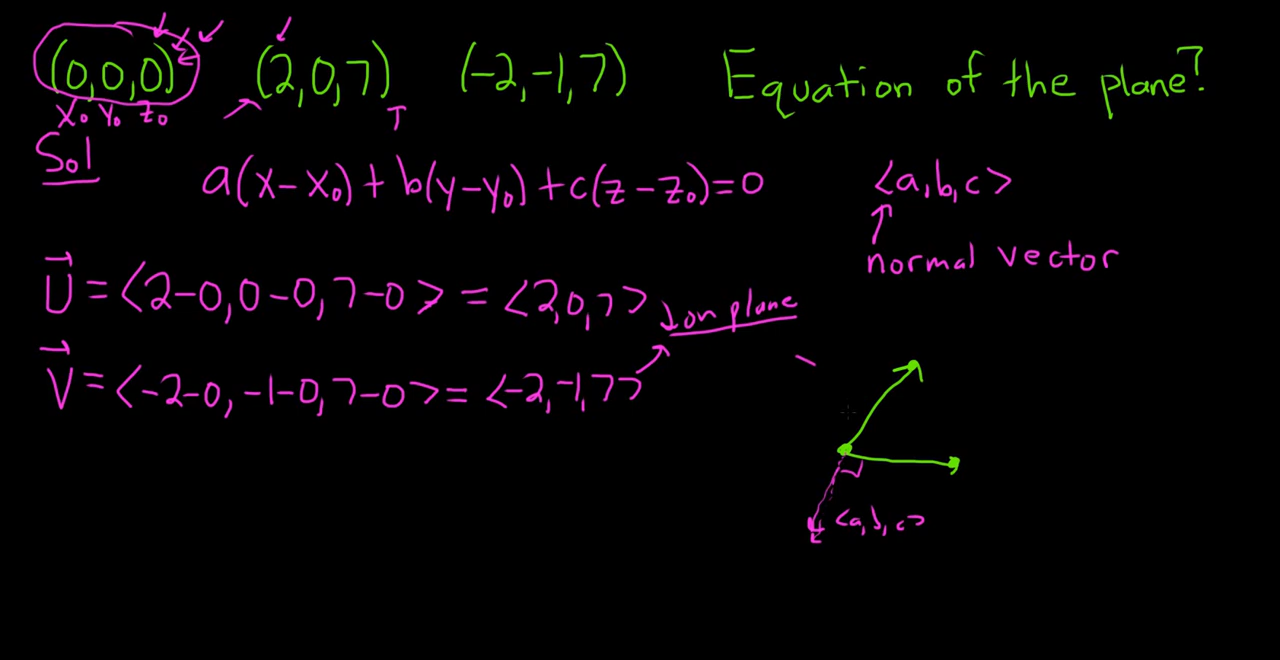 (0,0,0) (2,0,7) (-2,-1,7) Equation of the plane?
x₀ y₀ z₀
Sol
a(x-x₀)+b(y-y₀)+c(z-z₀)=0 <a,b,c>
normal vector
U=<2-0,0-0,7-0>=<2,0,7>
on plane
V=<-2-0,-1-0,7-0>=<-2,-1,7>
<a,b,c>